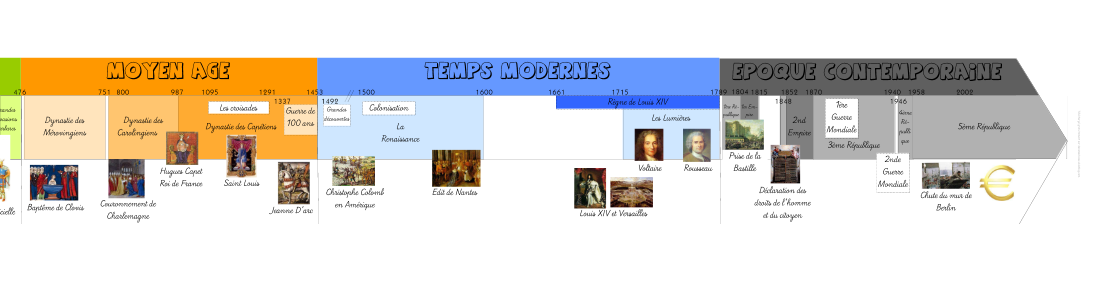 MOYEN AGE
TEMPS MODERNES
EPOQUE CONTEMPORAINE
476
751
800
987
1095
1291
1337
1453
1492
1500
1600
1661
1715
1789
1804
1815
1848
1852
1870
1946
1940
1958
2002
Dynastie des
Mérovingiens
Dynastie des
Carolingiens
Les croisades
Dynastie des Capétiens
Guerre de
100 ans
Grandes
découvertes
Colonisation
La
Renaissance
Règne de Louis XIV
Les Lumières
2nd
Empire
1ère
Guerre
Mondiale
3ème République
4ème
Ré-
publi
que
5ème République
2nde
Guerre
Mondiale
Baptême de Clovis
Couronnement de
Charlemagne
Hugues Capet
Roi de France
Saint Louis
Jeanne D'arc
Christophe Colomb
en Amérique
Edit de Nantes
Louis XIV et Versailles
Voltaire
Rousseau
Prise de la
Bastille
Déclaration des
droits de l'homme
et du citoyen
Chute du mur de
Berlin